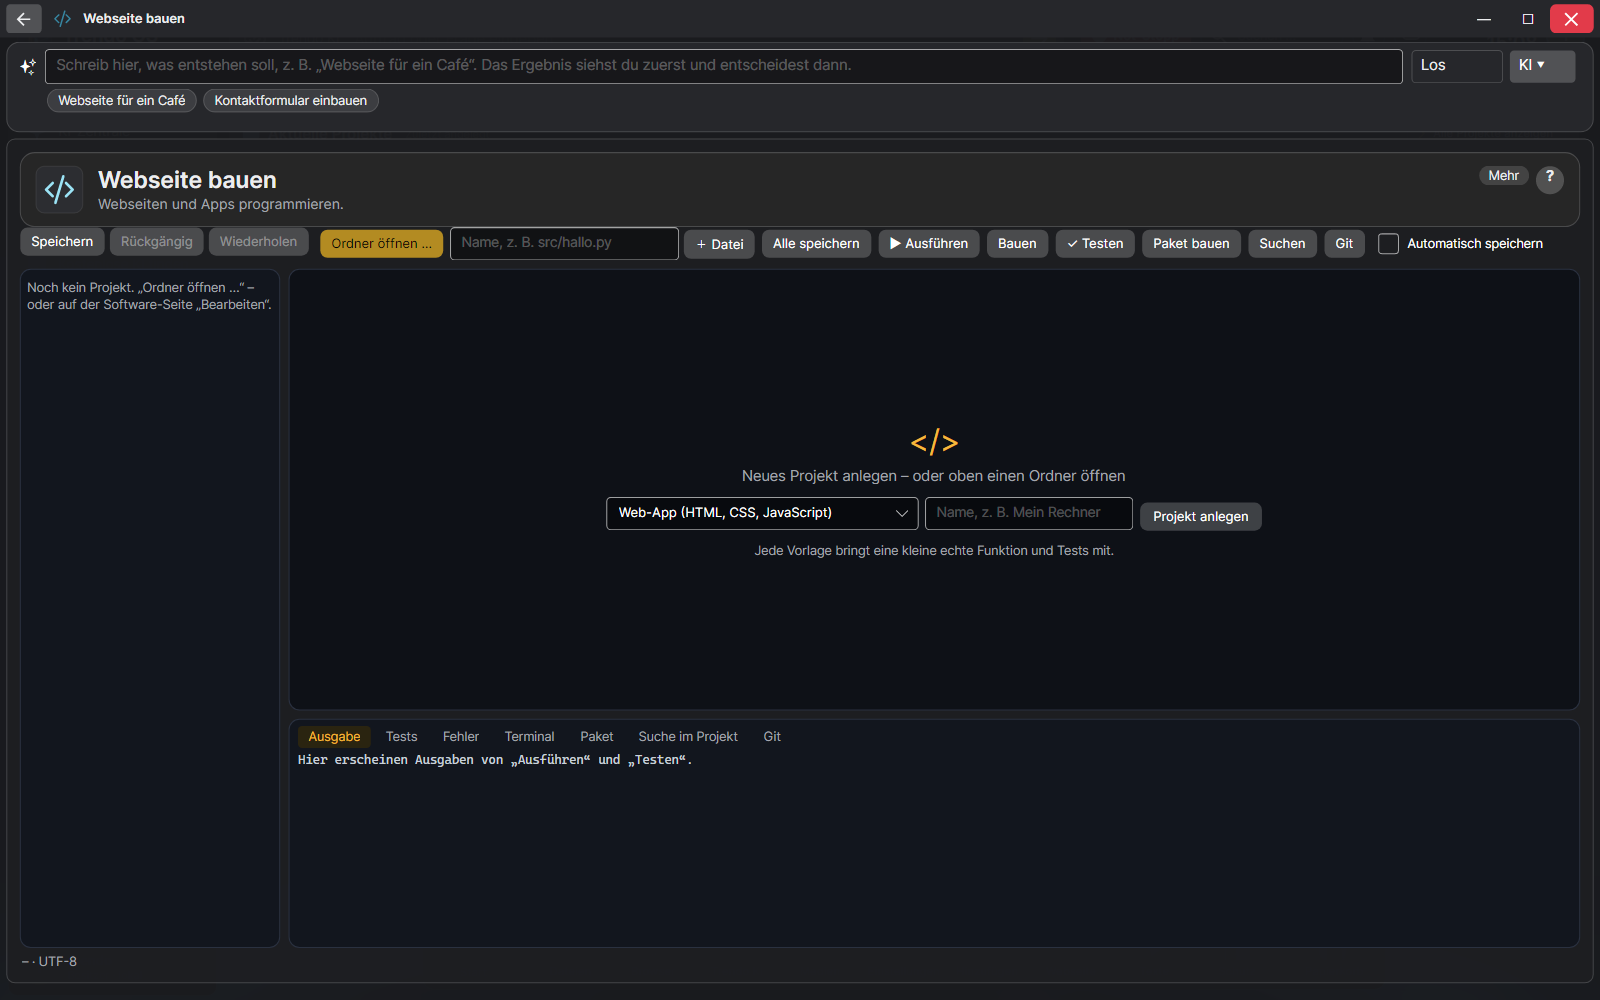 Webseite bauen
Schreib hier, was entstehen soll, z. B. „Webseite für ein Café“. Das Ergebnis siehst du zuerst und entscheidest dann.
Los
KI ▾
Webseite für ein Café
Kontaktformular einbauen
Webseite bauen
Webseiten und Apps programmieren.
Mehr
?
Speichern
Rückgängig
Wiederholen
Ordner öffnen ...
Name, z. B. src/hallo.py
+ Datei
Alle speichern
▶ Ausführen
Bauen
✓ Testen
Paket bauen
Suchen
Git
Automatisch speichern
Noch kein Projekt. „Ordner öffnen ...“ –
oder auf der Software-Seite „Bearbeiten“.
</>
Neues Projekt anlegen – oder oben einen Ordner öffnen
Web-App (HTML, CSS, JavaScript)
Name, z. B. Mein Rechner
Projekt anlegen
Jede Vorlage bringt eine kleine echte Funktion und Tests mit.
Ausgabe
Tests
Fehler
Terminal
Paket
Suche im Projekt
Git
Hier erscheinen Ausgaben von „Ausführen“ und „Testen“.
– · UTF-8